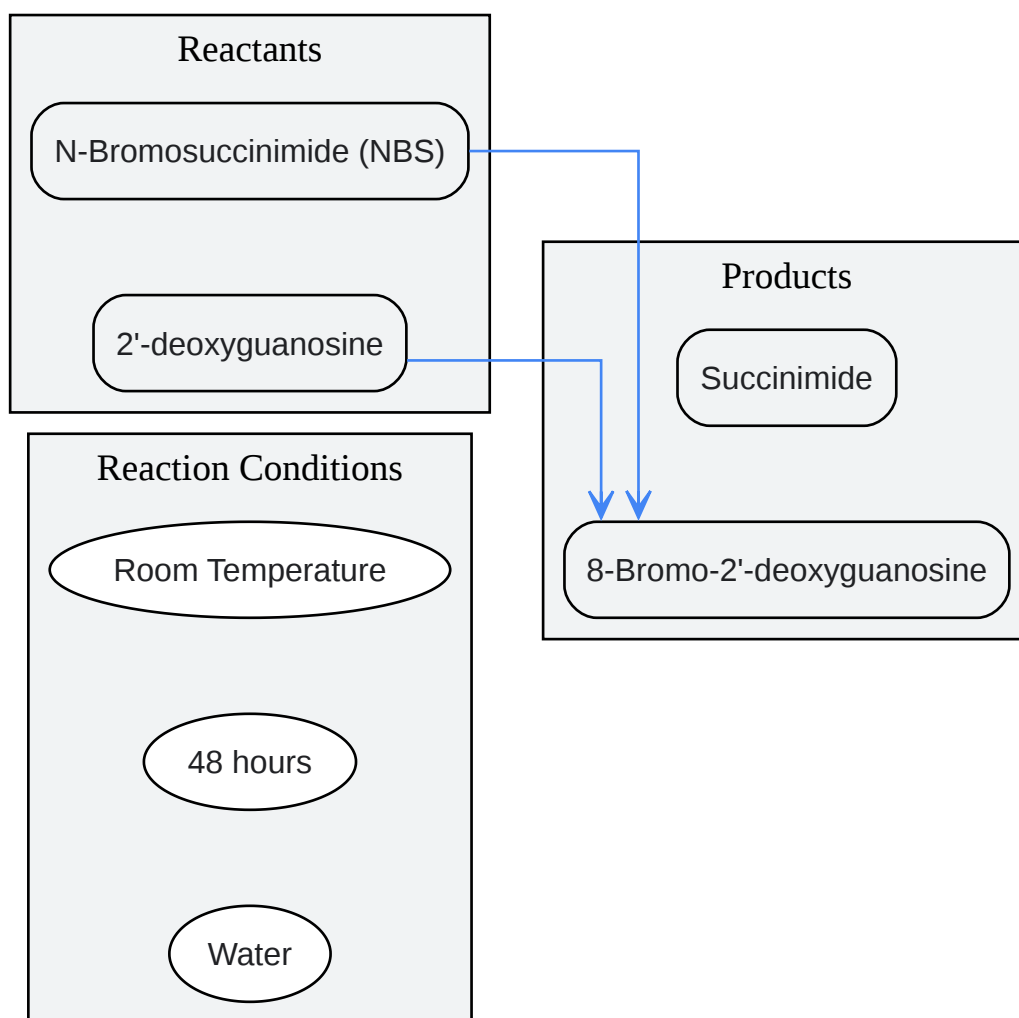 Reactants
N-Bromosuccinimide (NBS)
2'-deoxyguanosine
Products
Succinimide
8-Bromo-2'-deoxyguanosine
Reaction Conditions
Room Temperature
48 hours
Water